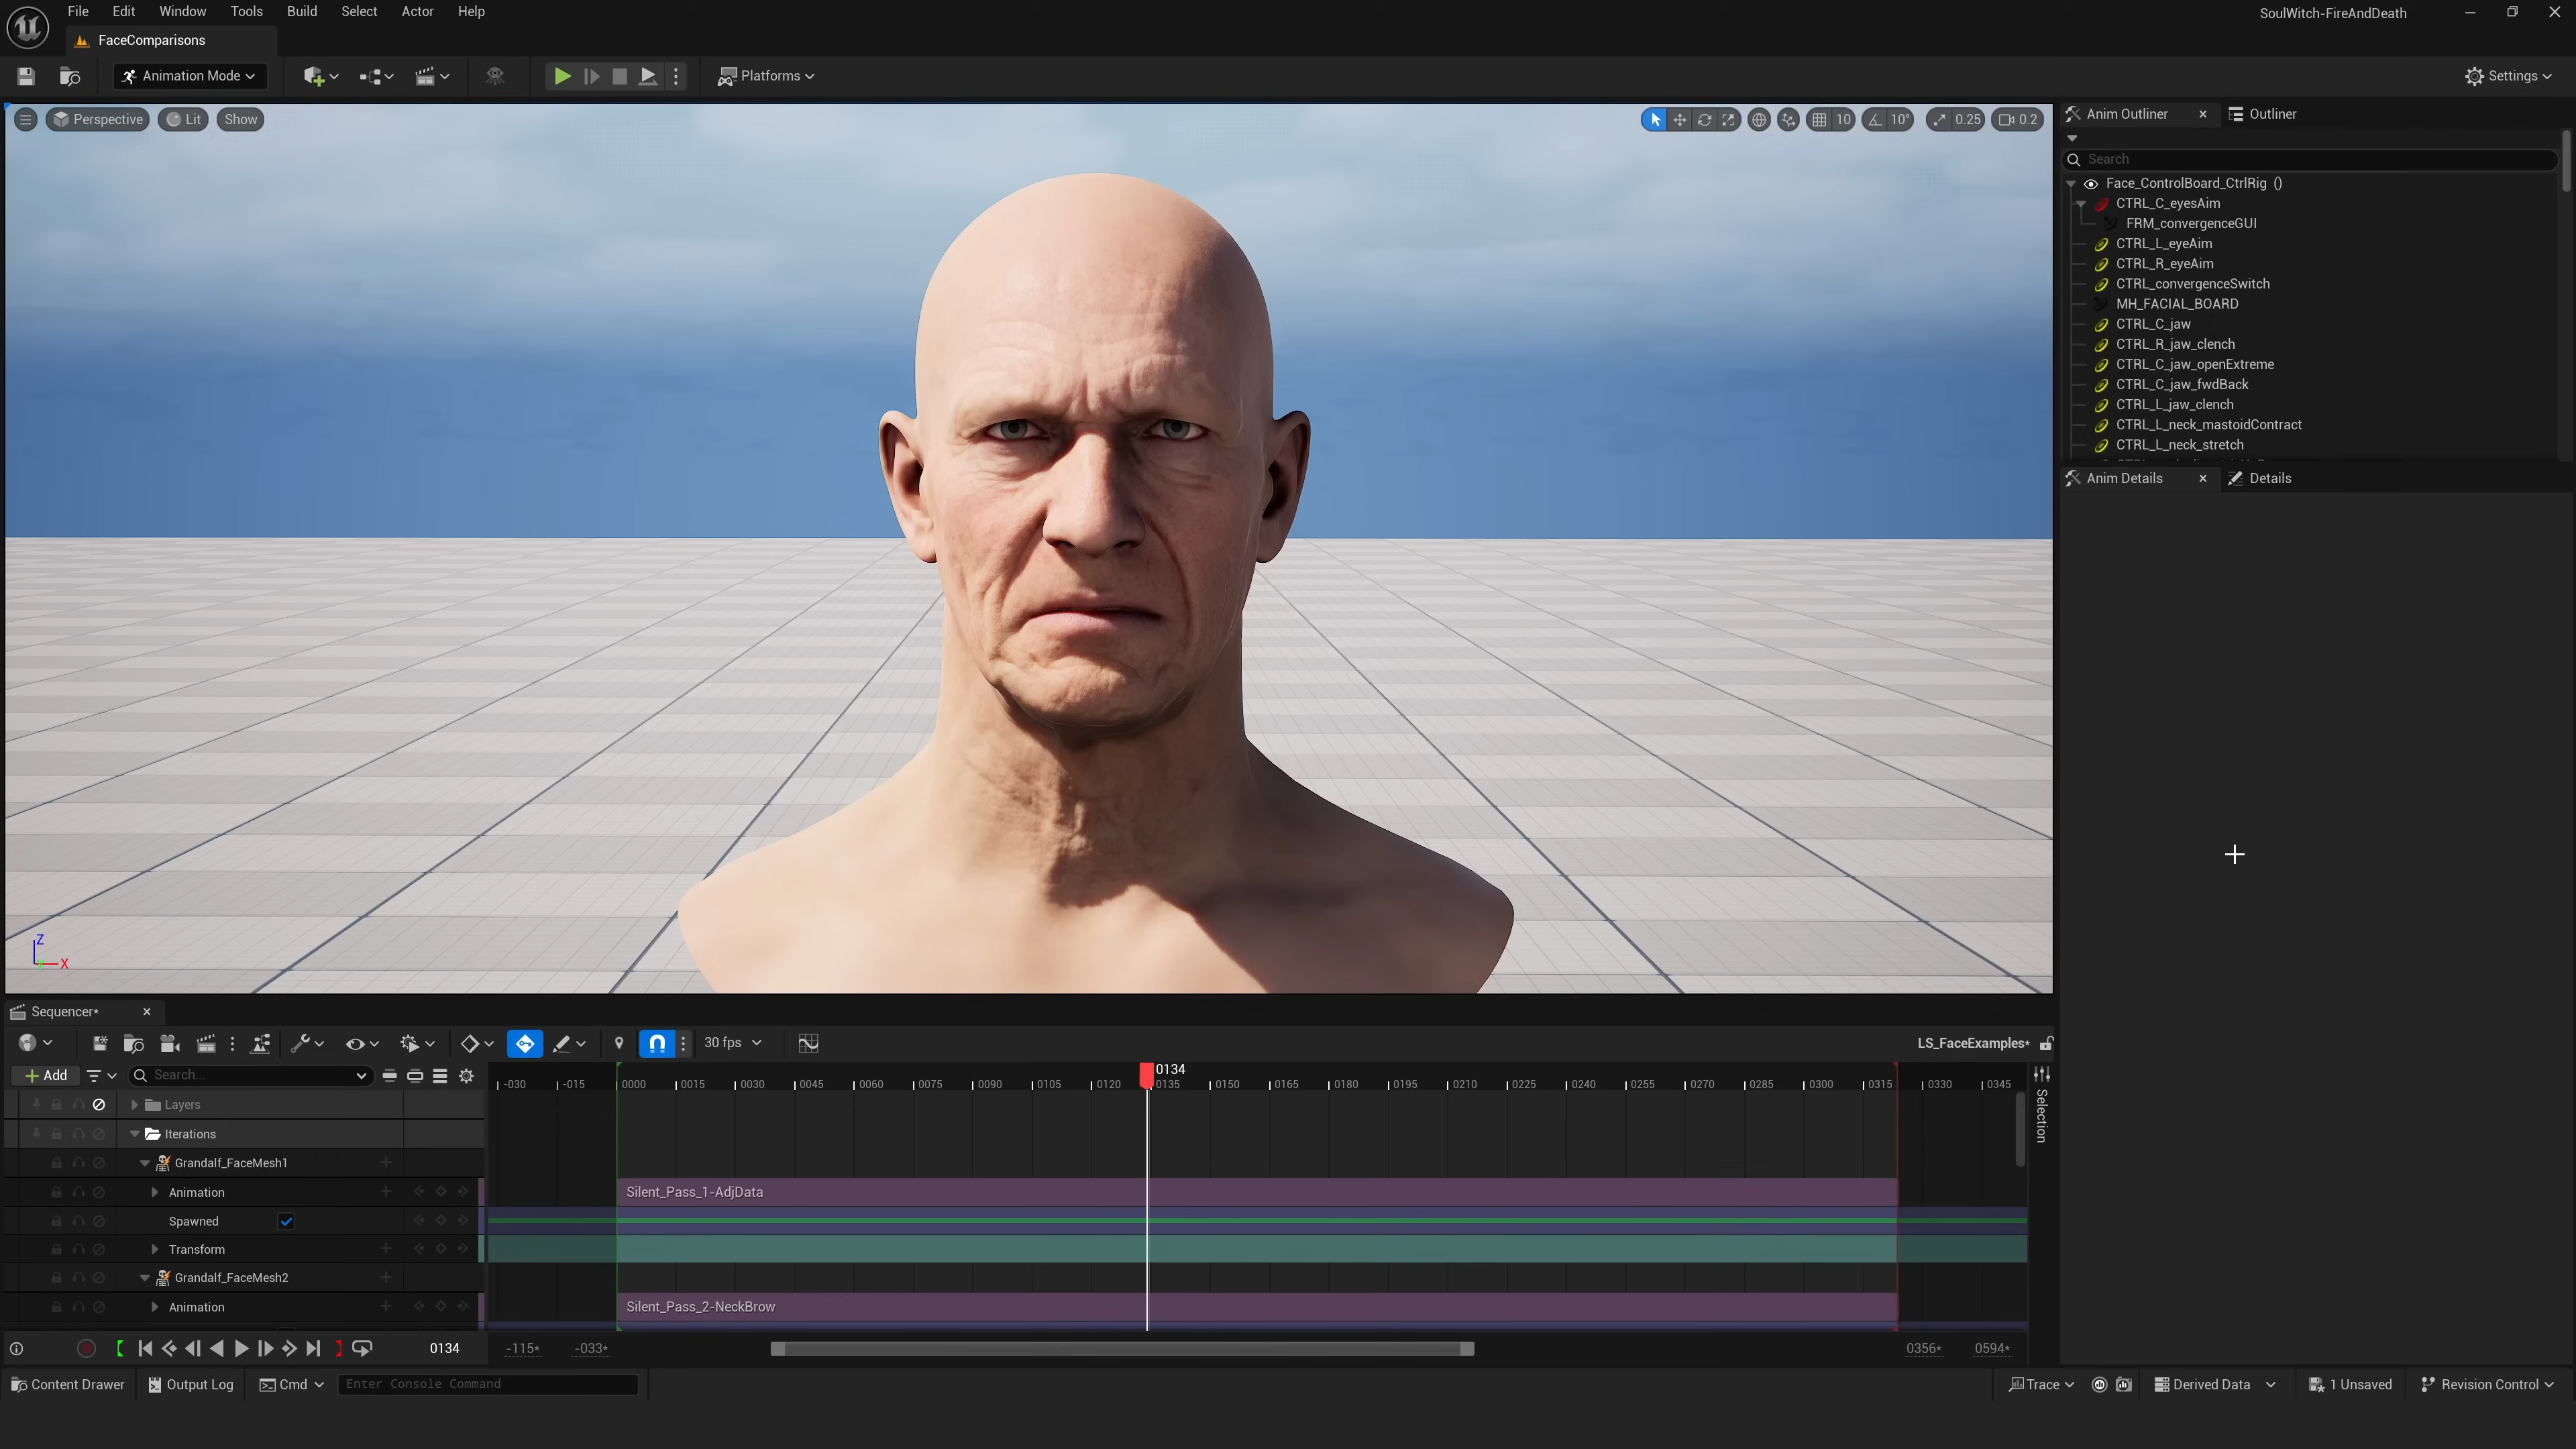 File Edit Window Tools Build Select Actor Help
SoulWitch-FireAndDeath
FaceComparisons
Animation Mode
Platforms
Settings
Perspective Lit Show
10 10° 0.25 0.2
Anim Outliner Outliner
Search
Face_ControlBoard_CtrlRig ()
CTRL_C_eyesAim
FRM_convergenceGUI
CTRL_L_eyeAim
CTRL_R_eyeAim
CTRL_convergenceSwitch
MH_FACIAL_BOARD
CTRL_C_jaw
CTRL_R_jaw_clench
CTRL_C_jaw_openExtreme
CTRL_C_jaw_fwdBack
CTRL_L_jaw_clench
CTRL_L_neck_mastoidContract
CTRL_L_neck_stretch
Anim Details Details
Z
X
Sequencer*
30 fps
LS_FaceExamples*
Add
Search...
0134
-030 -015 0000 0015 0030 0045 0060 0075 0090 0105 0120 0135 0150 0165 0180 0195 0210 0225 0240 0255 0270 0285 0300 0315 0330 0345
Selection
Layers
Iterations
Grandalf_FaceMesh1
Animation
Silent_Pass_1-AdjData
Spawned
Transform
Grandalf_FaceMesh2
Animation
Silent_Pass_2-NeckBrow
0134
-115* -033* 0356* 0594*
Content Drawer Output Log Cmd Enter Console Command
Trace Derived Data 1 Unsaved Revision Control